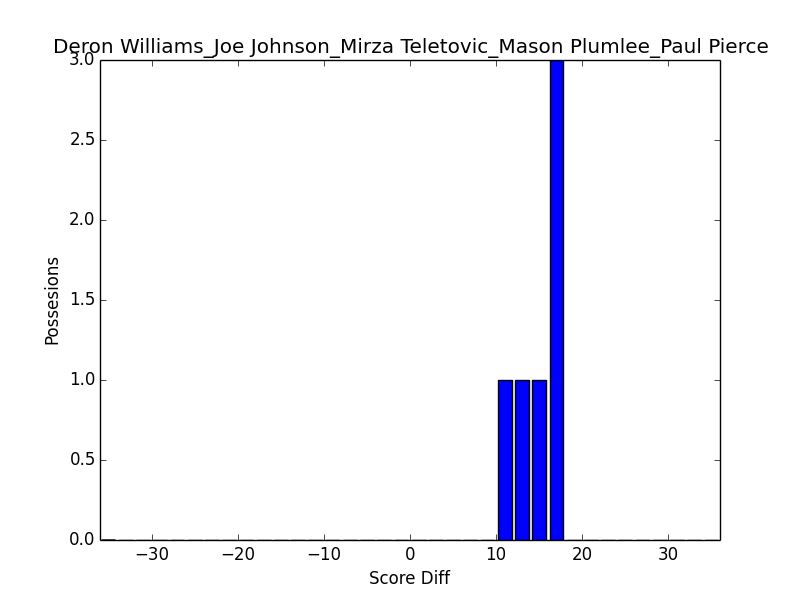 Deron Williams_Joe Johnson_Mirza Teletovic_Mason Plumlee_Paul Pierce
3.0
2.5
2.0
1.5
1.0
0.5
0.0
Possesions
−30 −20 −10 0 10 20 30
Score Diff